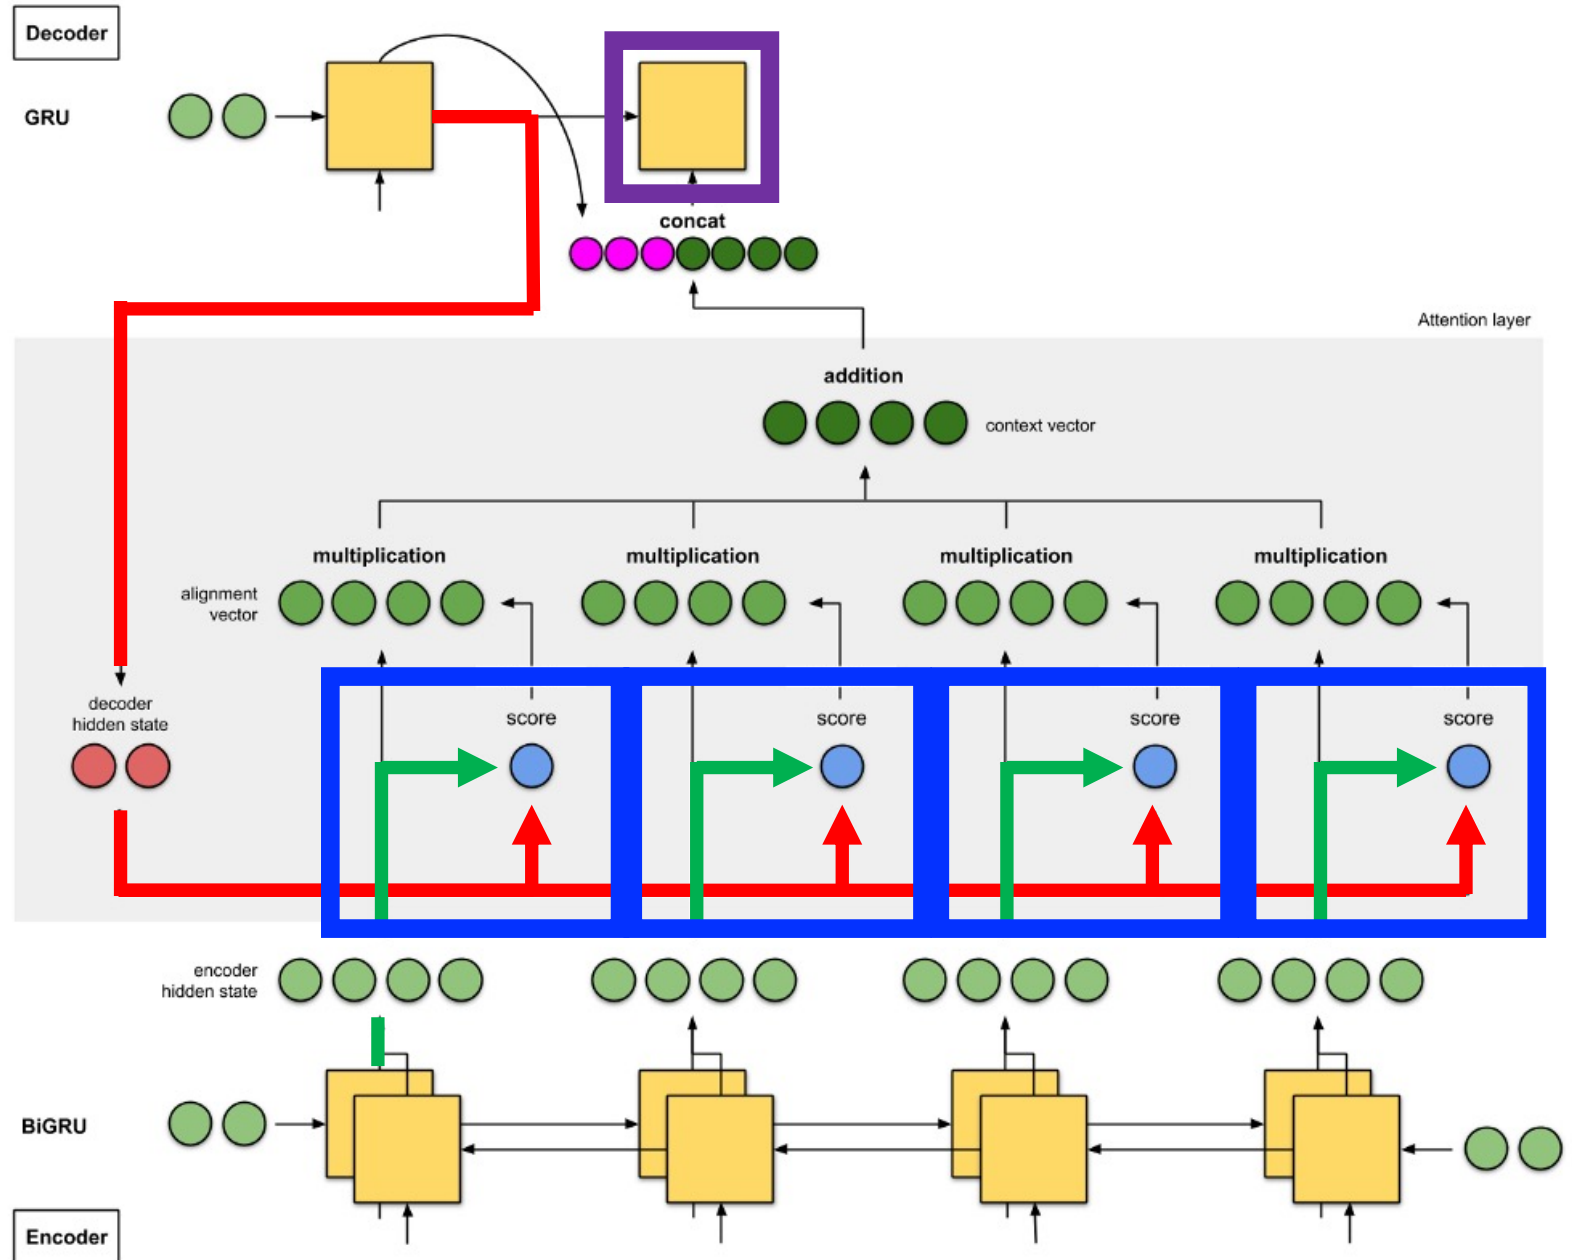 Decoder
GRU
concat
Attention layer
addition
context vector
multiplication multiplication multiplication multiplication
alignment
vector
decoder
hidden state
score score score score
encoder
hidden state
BiGRU
Encoder